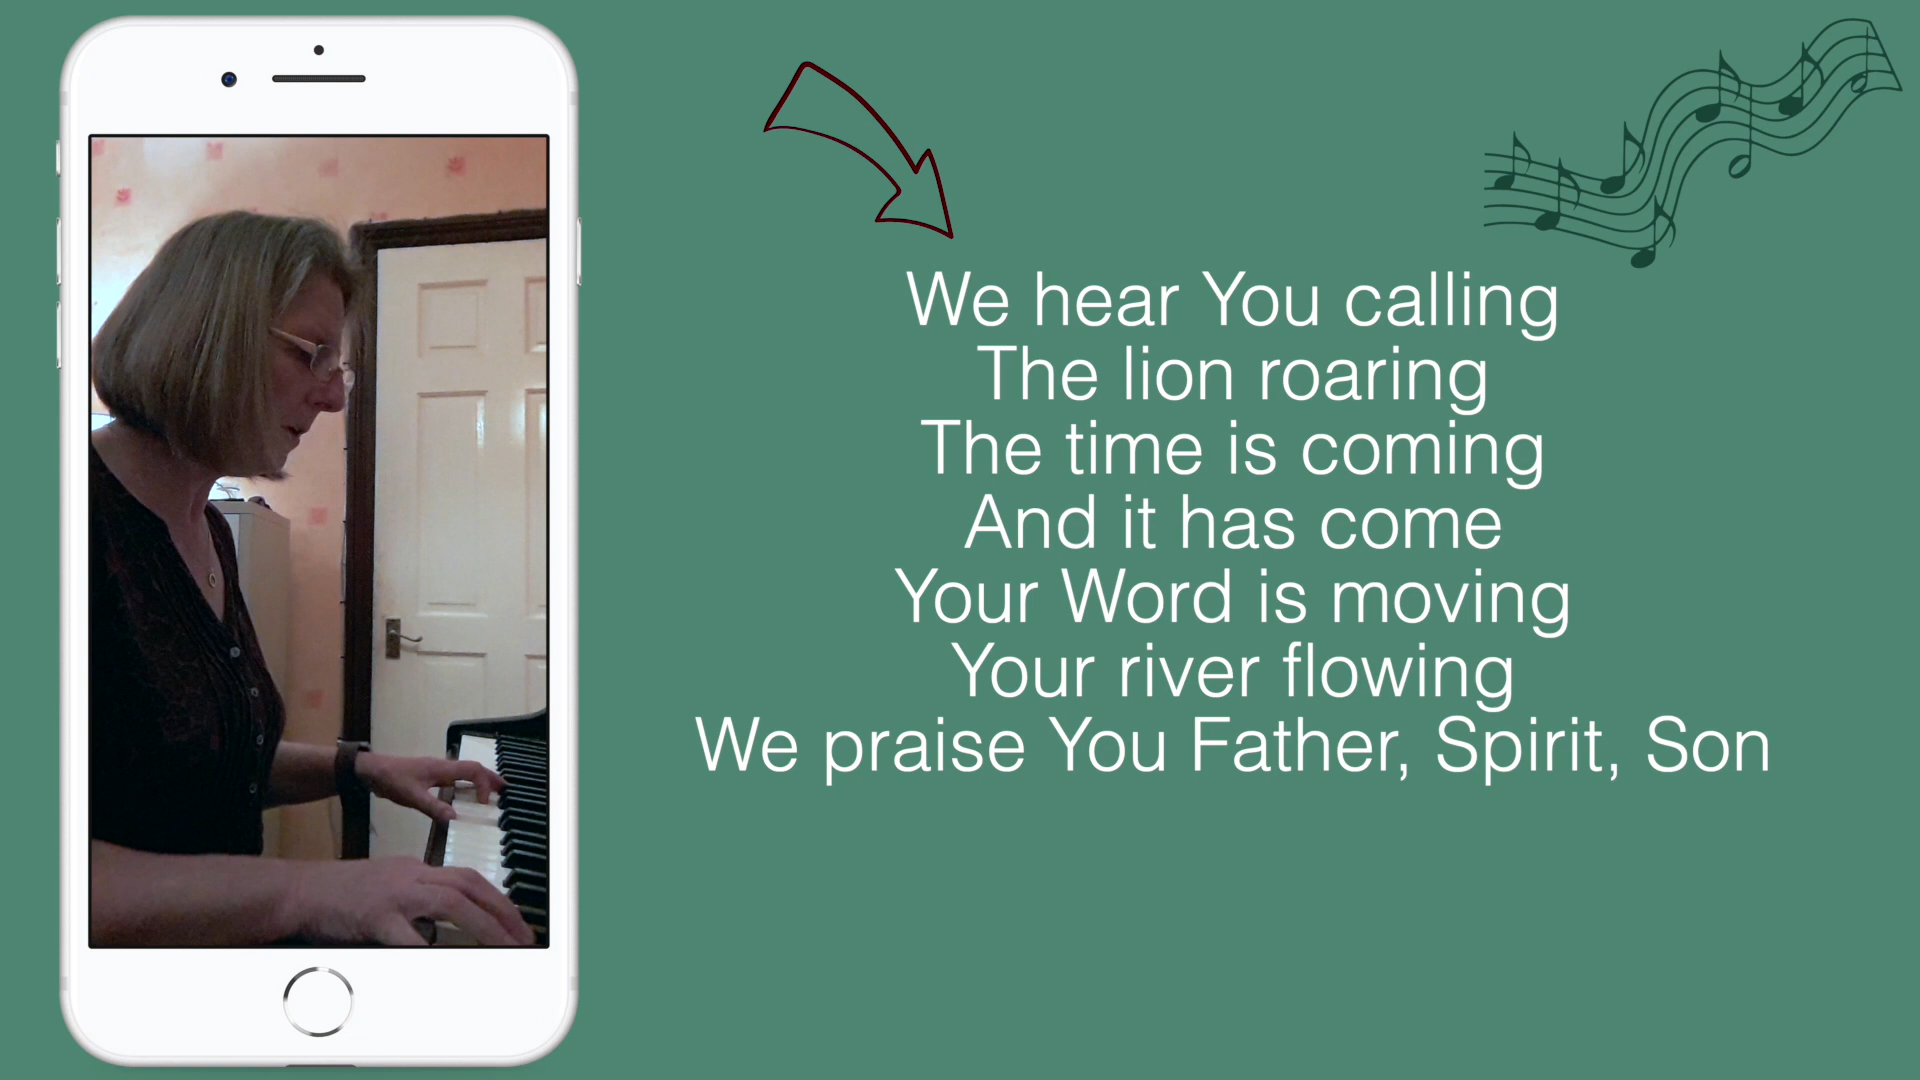 We hear You calling
The lion roaring
The time is coming
And it has come
Your Word is moving
Your river flowing
We praise You Father, Spirit, Son